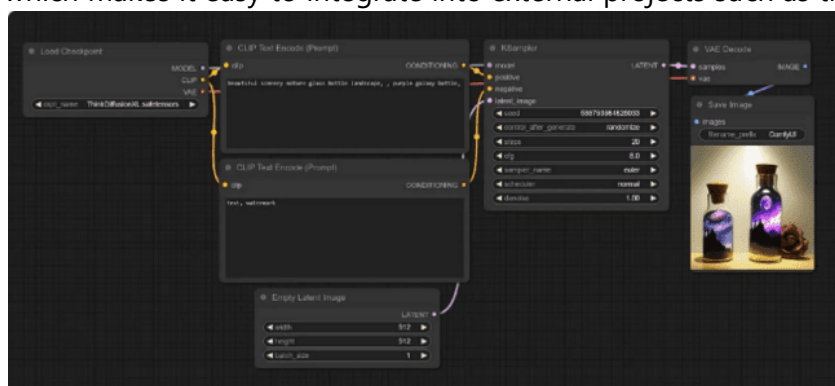 which makes it easy to integrate into external projects such as
Load Checkpoint
MODEL
CLIP
VAE
ckpt_name ThinkDiffusionXL.safetensors
CLIP Text Encode (Prompt)
clip
CONDITIONING
beautiful scenery nature glass bottle landscape, , purple galaxy bottle,
CLIP Text Encode (Prompt)
clip
CONDITIONING
text, watermark
Empty Latent Image
LATENT
width 512
height 512
batch_size 1
KSampler
model
LATENT
positive
negative
latent_image
seed
control_after_generate randomize
steps 20
cfg 8.0
sampler_name euler
scheduler normal
denoise 1.00
VAE Decode
samples
IMAGE
vae
Save Image
images
filename_prefix ComfyUI